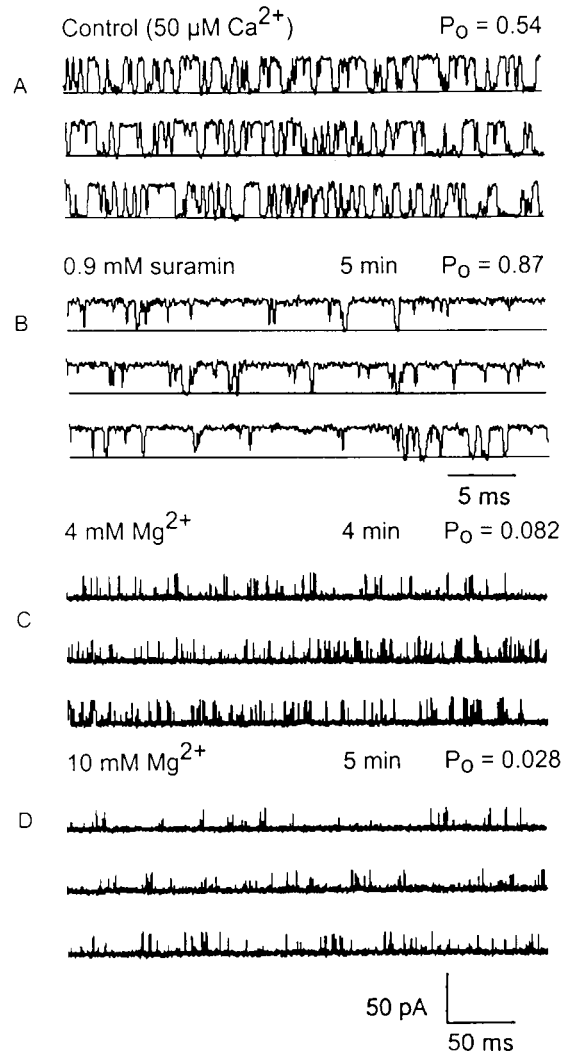 Control (50 µM Ca²⁺) Pₒ = 0.54
A
0.9 mM suramin 5 min Pₒ = 0.87
B
5 ms
4 mM Mg²⁺ 4 min Pₒ = 0.082
C
10 mM Mg²⁺ 5 min Pₒ = 0.028
D
50 pA
50 ms